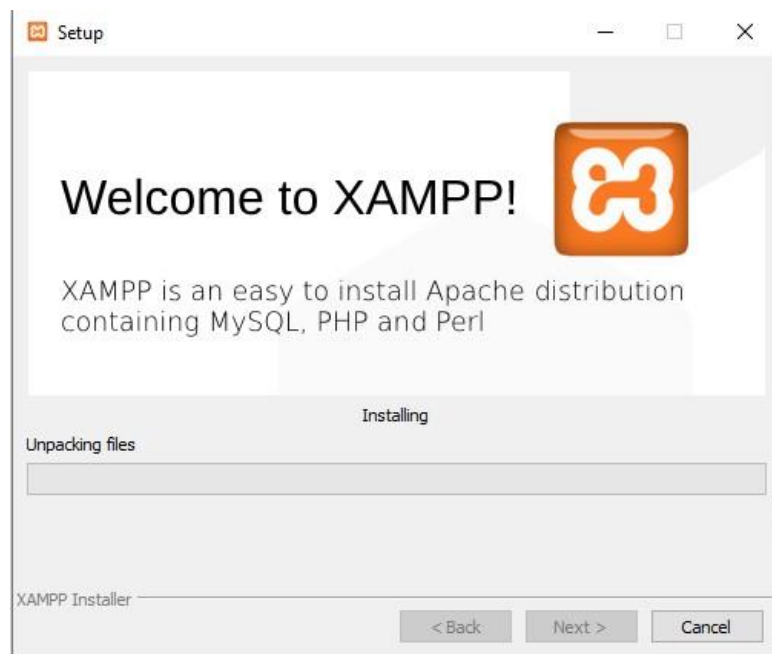 Setup
Welcome to XAMPP!
XAMPP is an easy to install Apache distribution
containing MySQL, PHP and Perl
Installing
Unpacking files
XAMPP Installer
< Back
Next >
Cancel